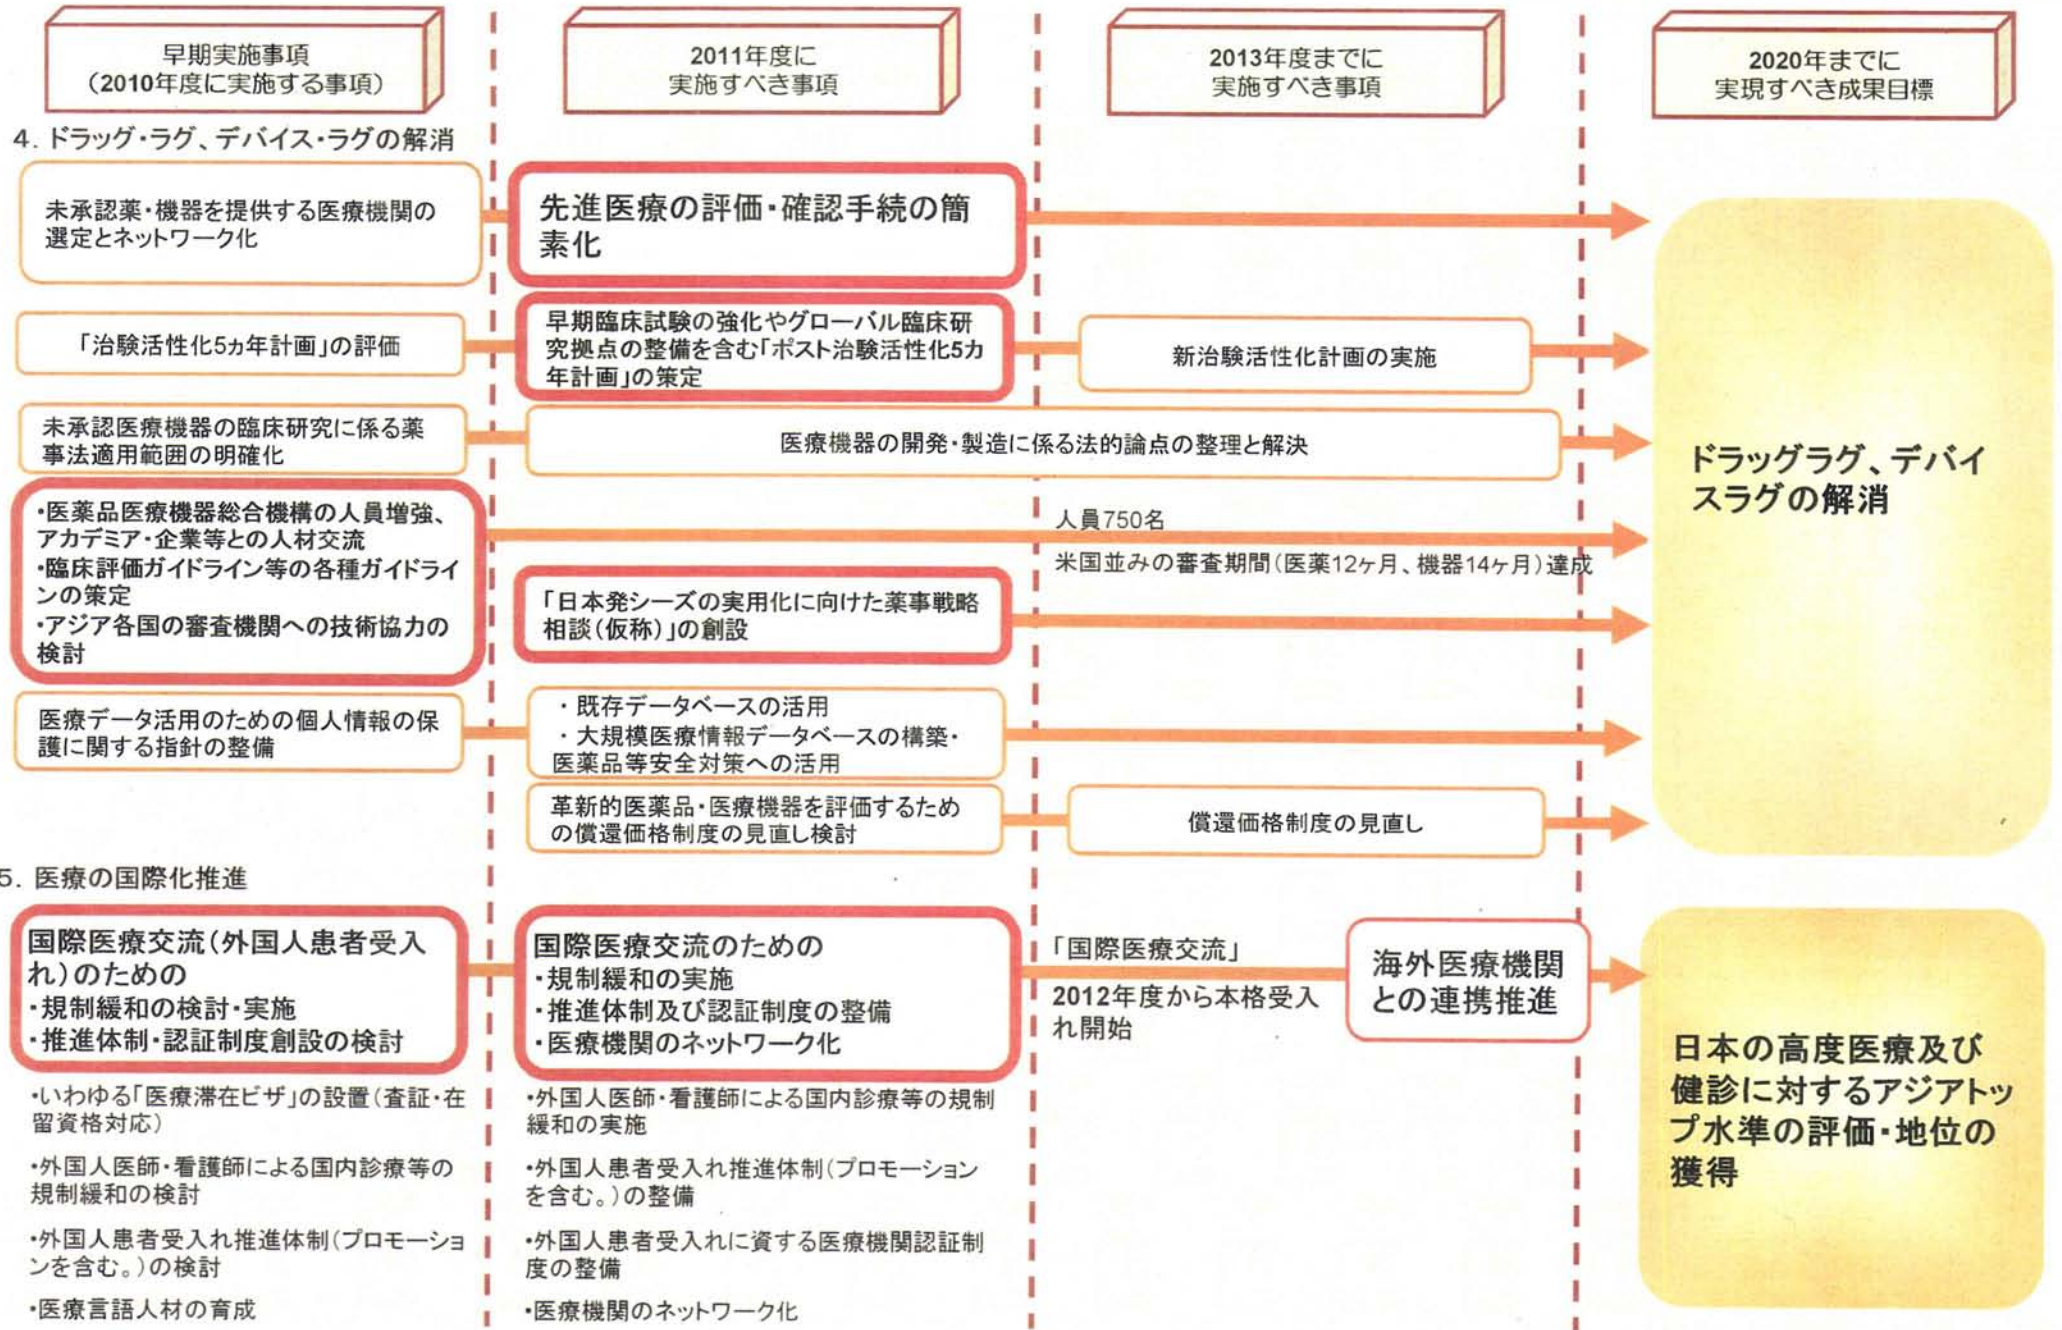 早期実施事項
（2010年度に実施する事項）
2011年度に
実施すべき事項
2013年度までに
実施すべき事項
2020年までに
実現すべき成果目標
4．ドラッグ・ラグ、デバイス・ラグの解消
未承認薬・機器を提供する医療機関の
選定とネットワーク化
先進医療の評価・確認手続の簡
素化
「治験活性化5ヵ年計画」の評価
早期臨床試験の強化やグローバル臨床研
究拠点の整備を含む「ポスト治験活性化5カ
年計画」の策定
新治験活性化計画の実施
未承認医療機器の臨床研究に係る薬
事法適用範囲の明確化
医療機器の開発・製造に係る法的論点の整理と解決
・医薬品医療機器総合機構の人員増強、
アカデミア・企業等との人材交流
・臨床評価ガイドライン等の各種ガイドライ
ンの策定
・アジア各国の審査機関への技術協力の
検討
人員750名
米国並みの審査期間（医薬12ヶ月、機器14ヶ月）達成
「日本発シーズの実用化に向けた薬事戦略
相談（仮称）」の創設
医療データ活用のための個人情報の保
護に関する指針の整備
・既存データベースの活用
・大規模医療情報データベースの構築・
医薬品等安全対策への活用
革新的医薬品・医療機器を評価するため
の償還価格制度の見直し検討
償還価格制度の見直し
ドラッグラグ、デバイ
スラグの解消
5．医療の国際化推進
国際医療交流（外国人患者受入
れ）のための
・規制緩和の検討・実施
・推進体制・認証制度創設の検討
国際医療交流のための
・規制緩和の実施
・推進体制及び認証制度の整備
・医療機関のネットワーク化
「国際医療交流」
2012年度から本格受入
れ開始
海外医療機関
との連携推進
日本の高度医療及び
健診に対するアジアトッ
プ水準の評価・地位の
獲得
・いわゆる「医療滞在ビザ」の設置（査証・在
留資格対応）
・外国人医師・看護師による国内診療等の
規制緩和の検討
・外国人患者受入れ推進体制（プロモーショ
ンを含む。）の検討
・医療言語人材の育成
・外国人医師・看護師による国内診療等の規制
緩和の実施
・外国人患者受入れ推進体制（プロモーション
を含む。）の整備
・外国人患者受入れに資する医療機関認証制
度の整備
・医療機関のネットワーク化